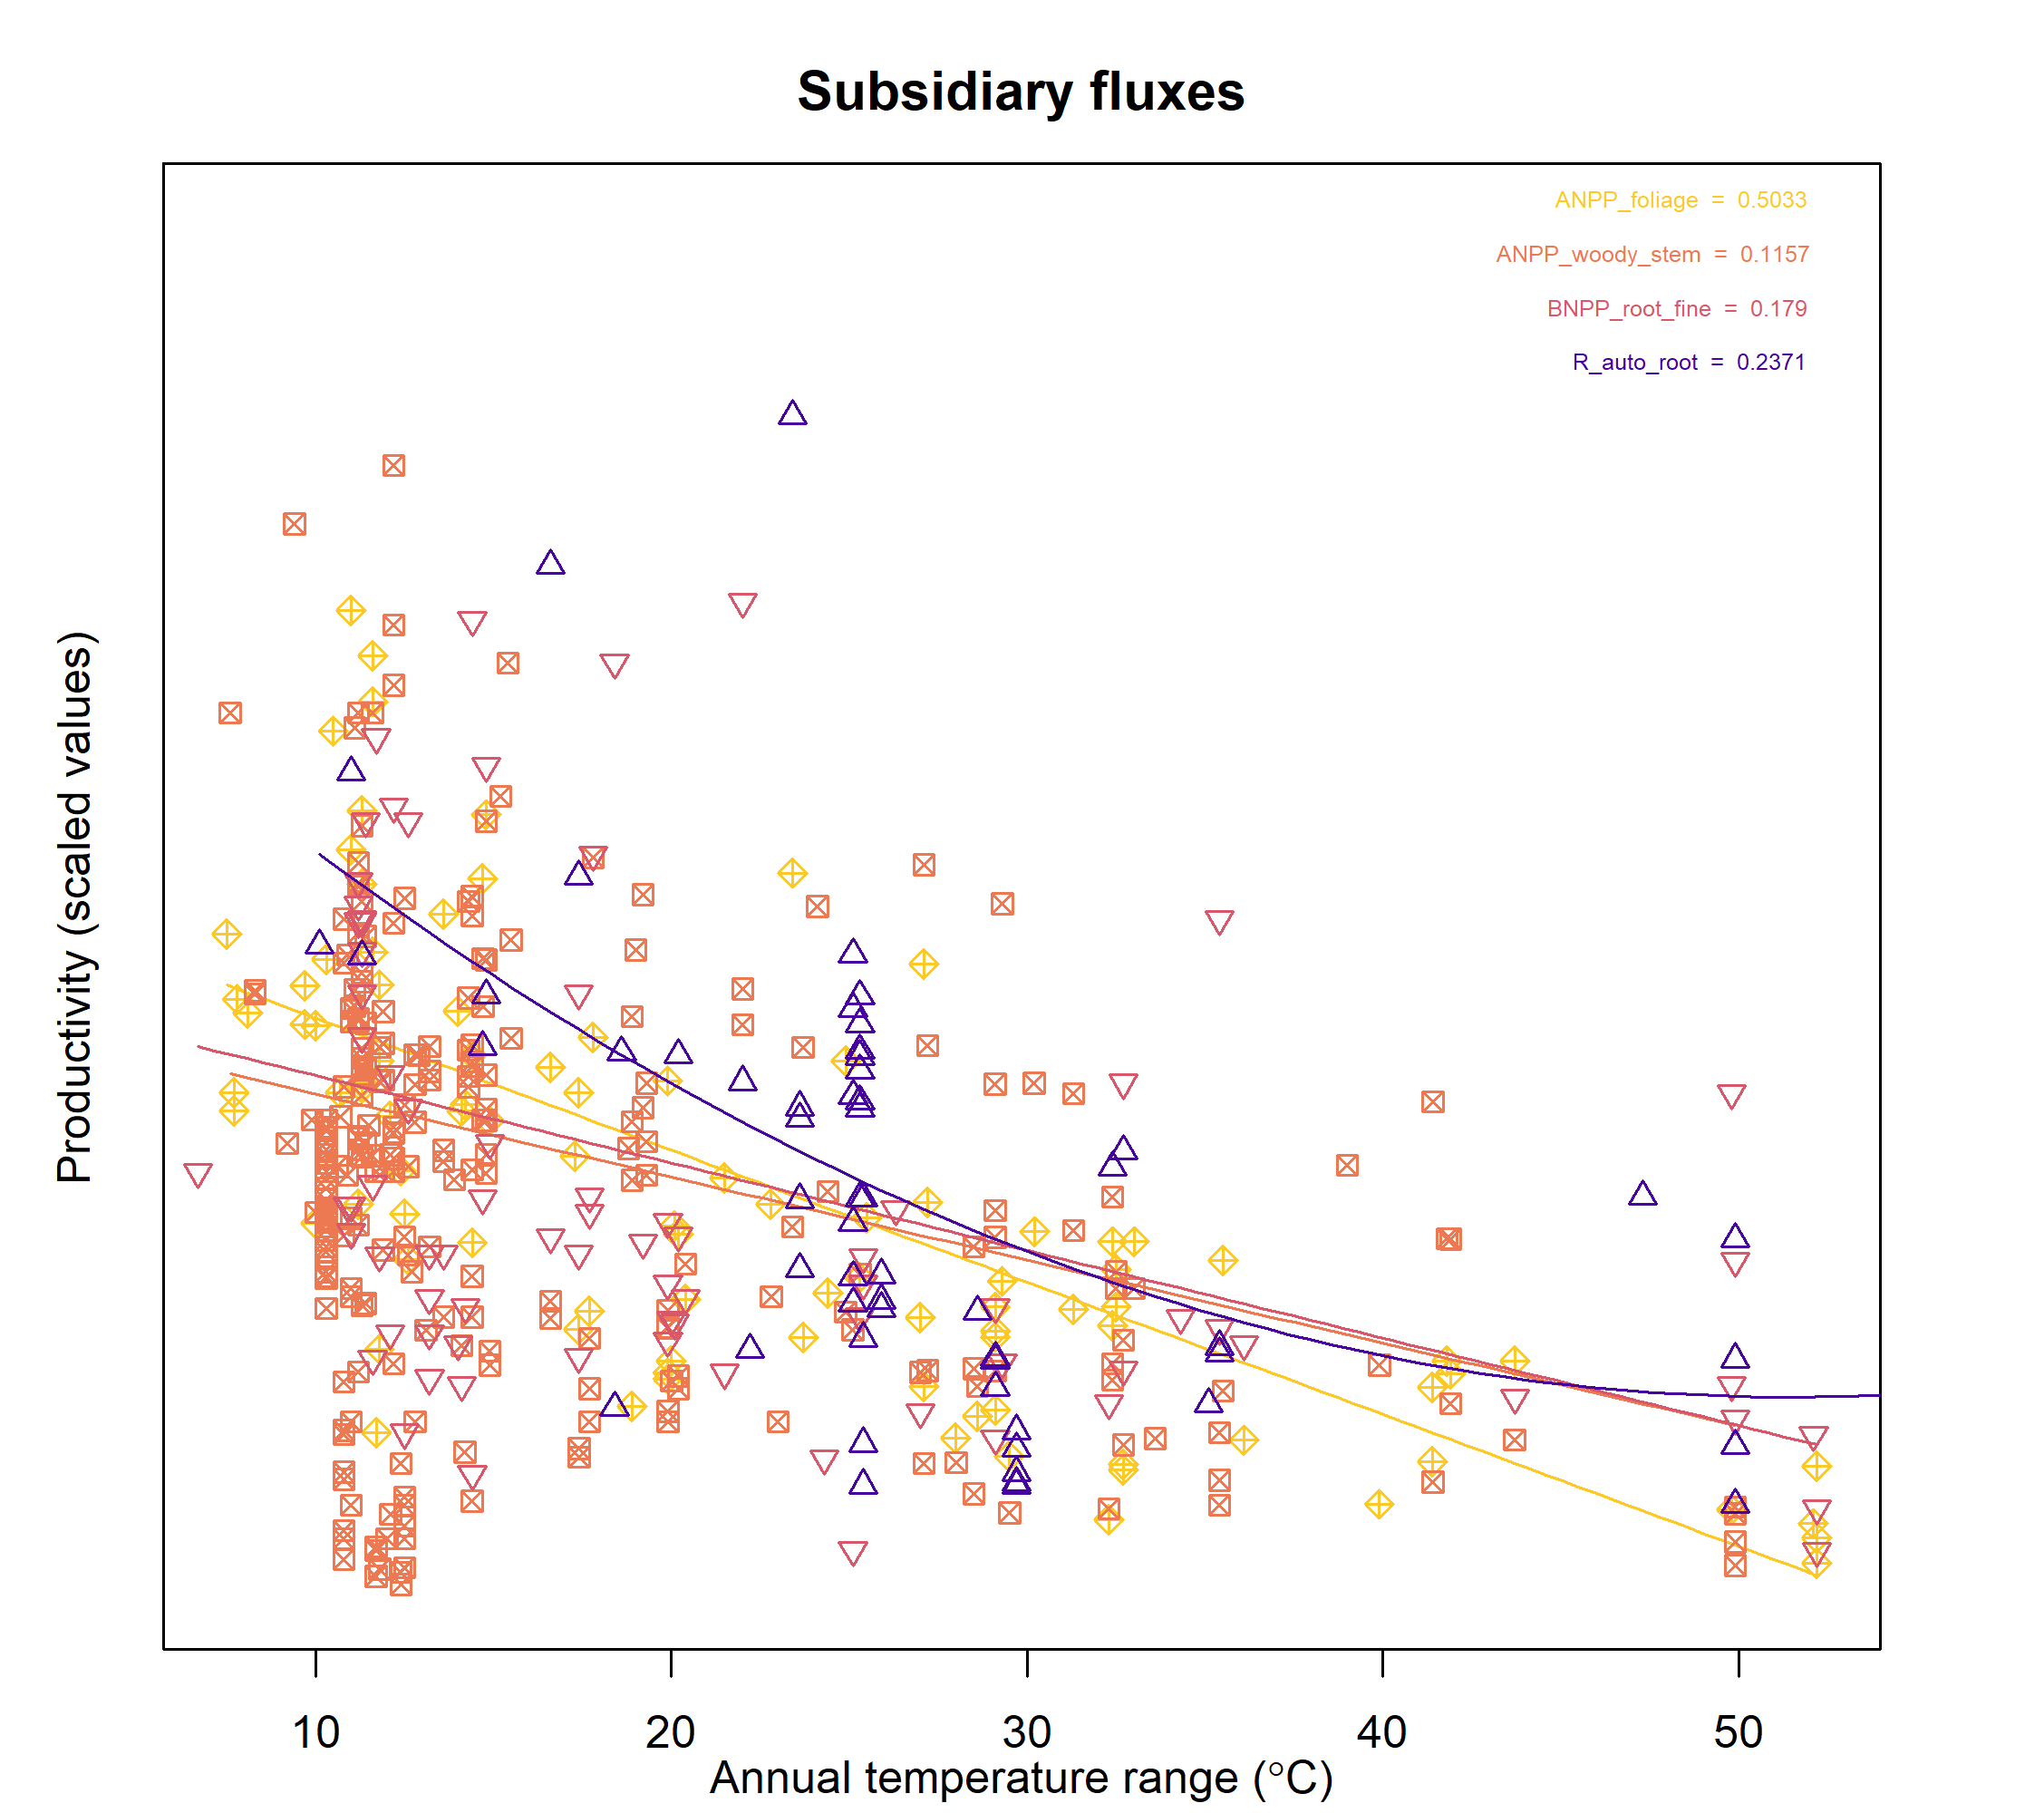 Subsidiary fluxes
ANPP_foliage = 0.5033
ANPP_woody_stem = 0.1157
BNPP_root_fine = 0.179
R_auto_root = 0.2371
Productivity (scaled values)
10 20 30 40 50
Annual temperature range (°C)